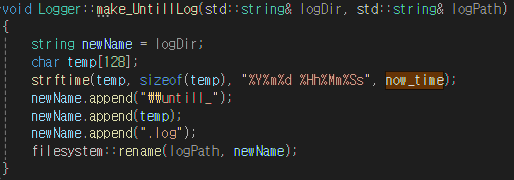 void Logger::make_UntillLog(std::string& logDir, std::string& logPath)
{
string newName = logDir;
char temp[128];
strftime(temp, sizeof(temp), "%Y%m%d %Hh%Mm%Ss", now_time);
newName.append("₩₩untill_");
newName.append(temp);
newName.append(".log");
filesystem::rename(logPath, newName);
}